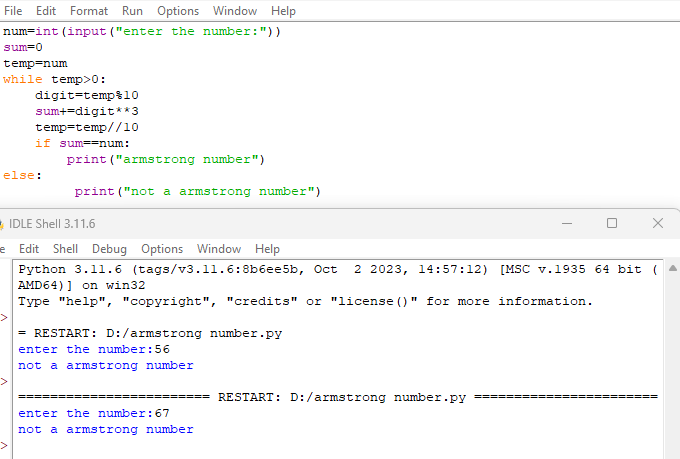 File Edit Format Run Options Window Help
num=int(input("enter the number:"))
sum=0
temp=num
while temp>0:
    digit=temp%10
    sum+=digit**3
    temp=temp//10
    if sum==num:
        print("armstrong number")
else:
         print("not a armstrong number")
IDLE Shell 3.11.6
e Edit Shell Debug Options Window Help
Python 3.11.6 (tags/v3.11.6:8b6ee5b, Oct  2 2023, 14:57:12) [MSC v.1935 64 bit (
AMD64)] on win32
Type "help", "copyright", "credits" or "license()" for more information.
>
= RESTART: D:/armstrong number.py
enter the number:56
not a armstrong number
>
======================== RESTART: D:/armstrong number.py =======================
enter the number:67
not a armstrong number
>